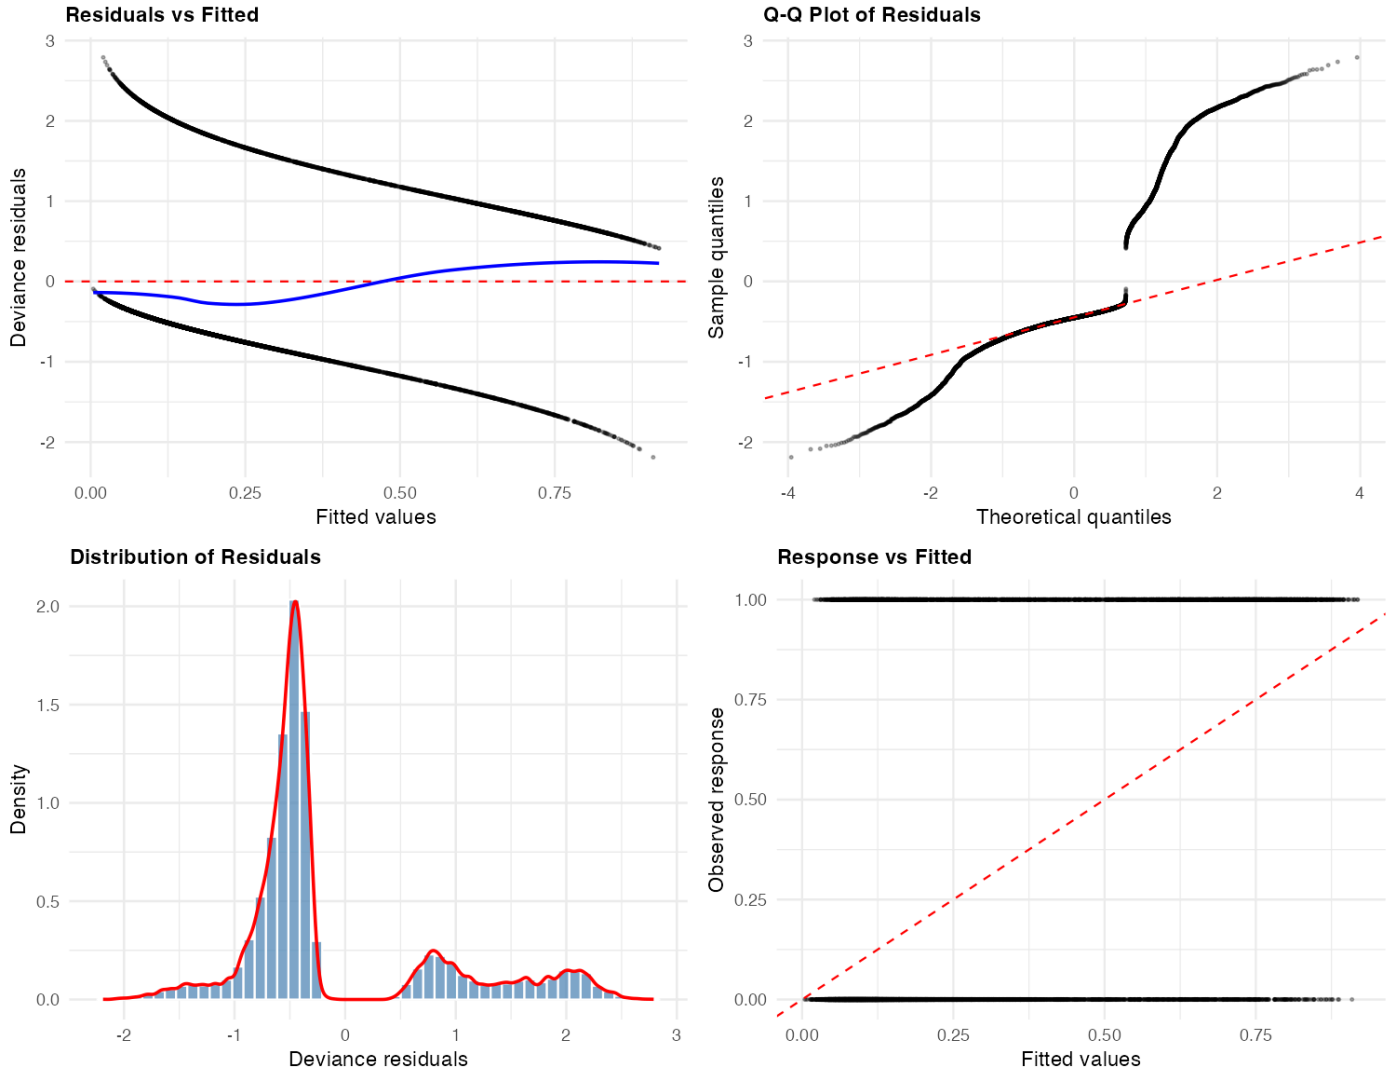 Residuals vs Fitted
3
2
1
0
-1
-2
Deviance residuals
0.00 0.25 0.50 0.75
Fitted values
Q-Q Plot of Residuals
3
2
1
0
-1
-2
Sample quantiles
-4 -2 0 2 4
Theoretical quantiles
Distribution of Residuals
2.0
1.5
1.0
0.5
0.0
Density
-2 -1 0 1 2 3
Deviance residuals
Response vs Fitted
1.00
0.75
0.50
0.25
0.00
Observed response
0.00 0.25 0.50 0.75
Fitted values